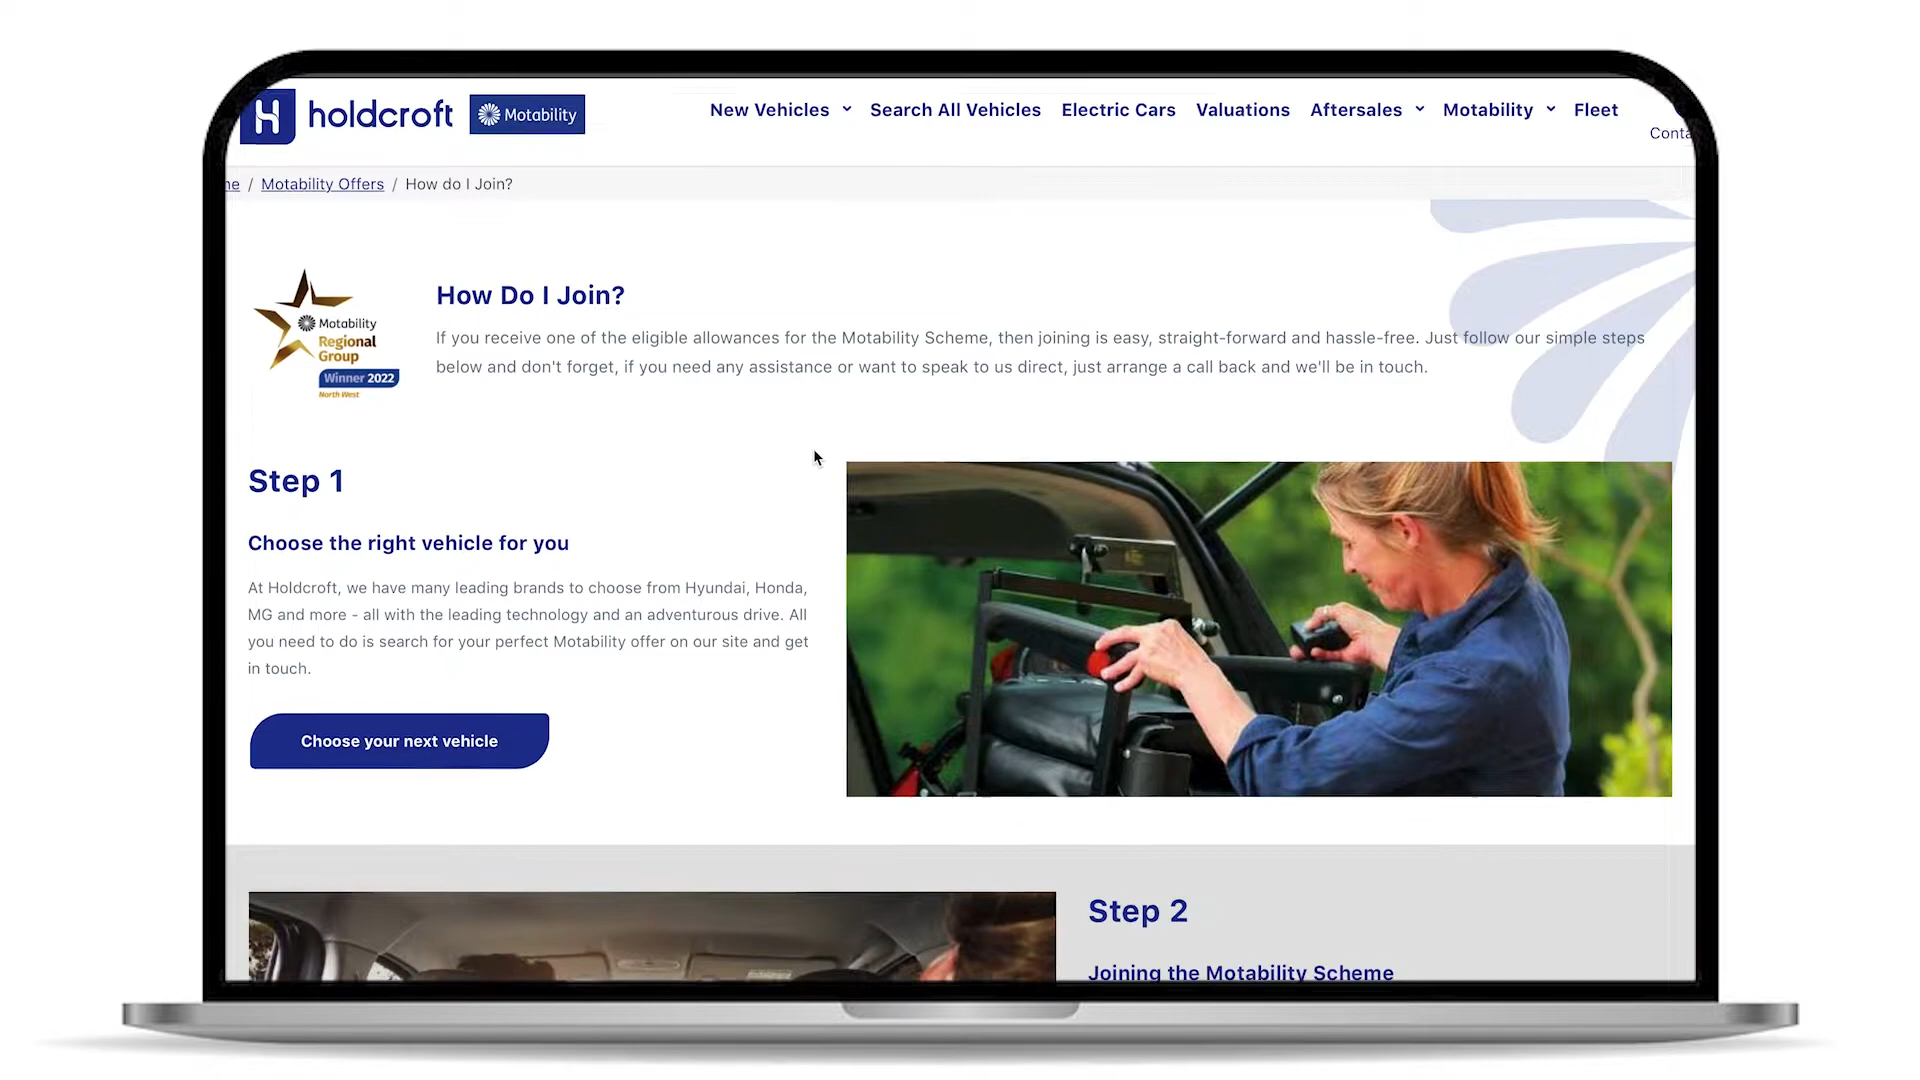 holdcroft Motability
New Vehicles Search All Vehicles Electric Cars Valuations Aftersales Motability Fleet
/ Motability Offers / How do I Join?
Motability
Regional
Group
Winner 2022
North West
How Do I Join?
If you receive one of the eligible allowances for the Motability Scheme, then joining is easy, straight-forward and hassle-free. Just follow our simple steps
below and don't forget, if you need any assistance or want to speak to us direct, just arrange a call back and we'll be in touch.
Step 1
Choose the right vehicle for you
At Holdcroft, we have many leading brands to choose from Hyundai, Honda,
MG and more - all with the leading technology and an adventurous drive. All
you need to do is search for your perfect Motability offer on our site and get
in touch.
Choose your next vehicle
Step 2
Joining the Motability Scheme